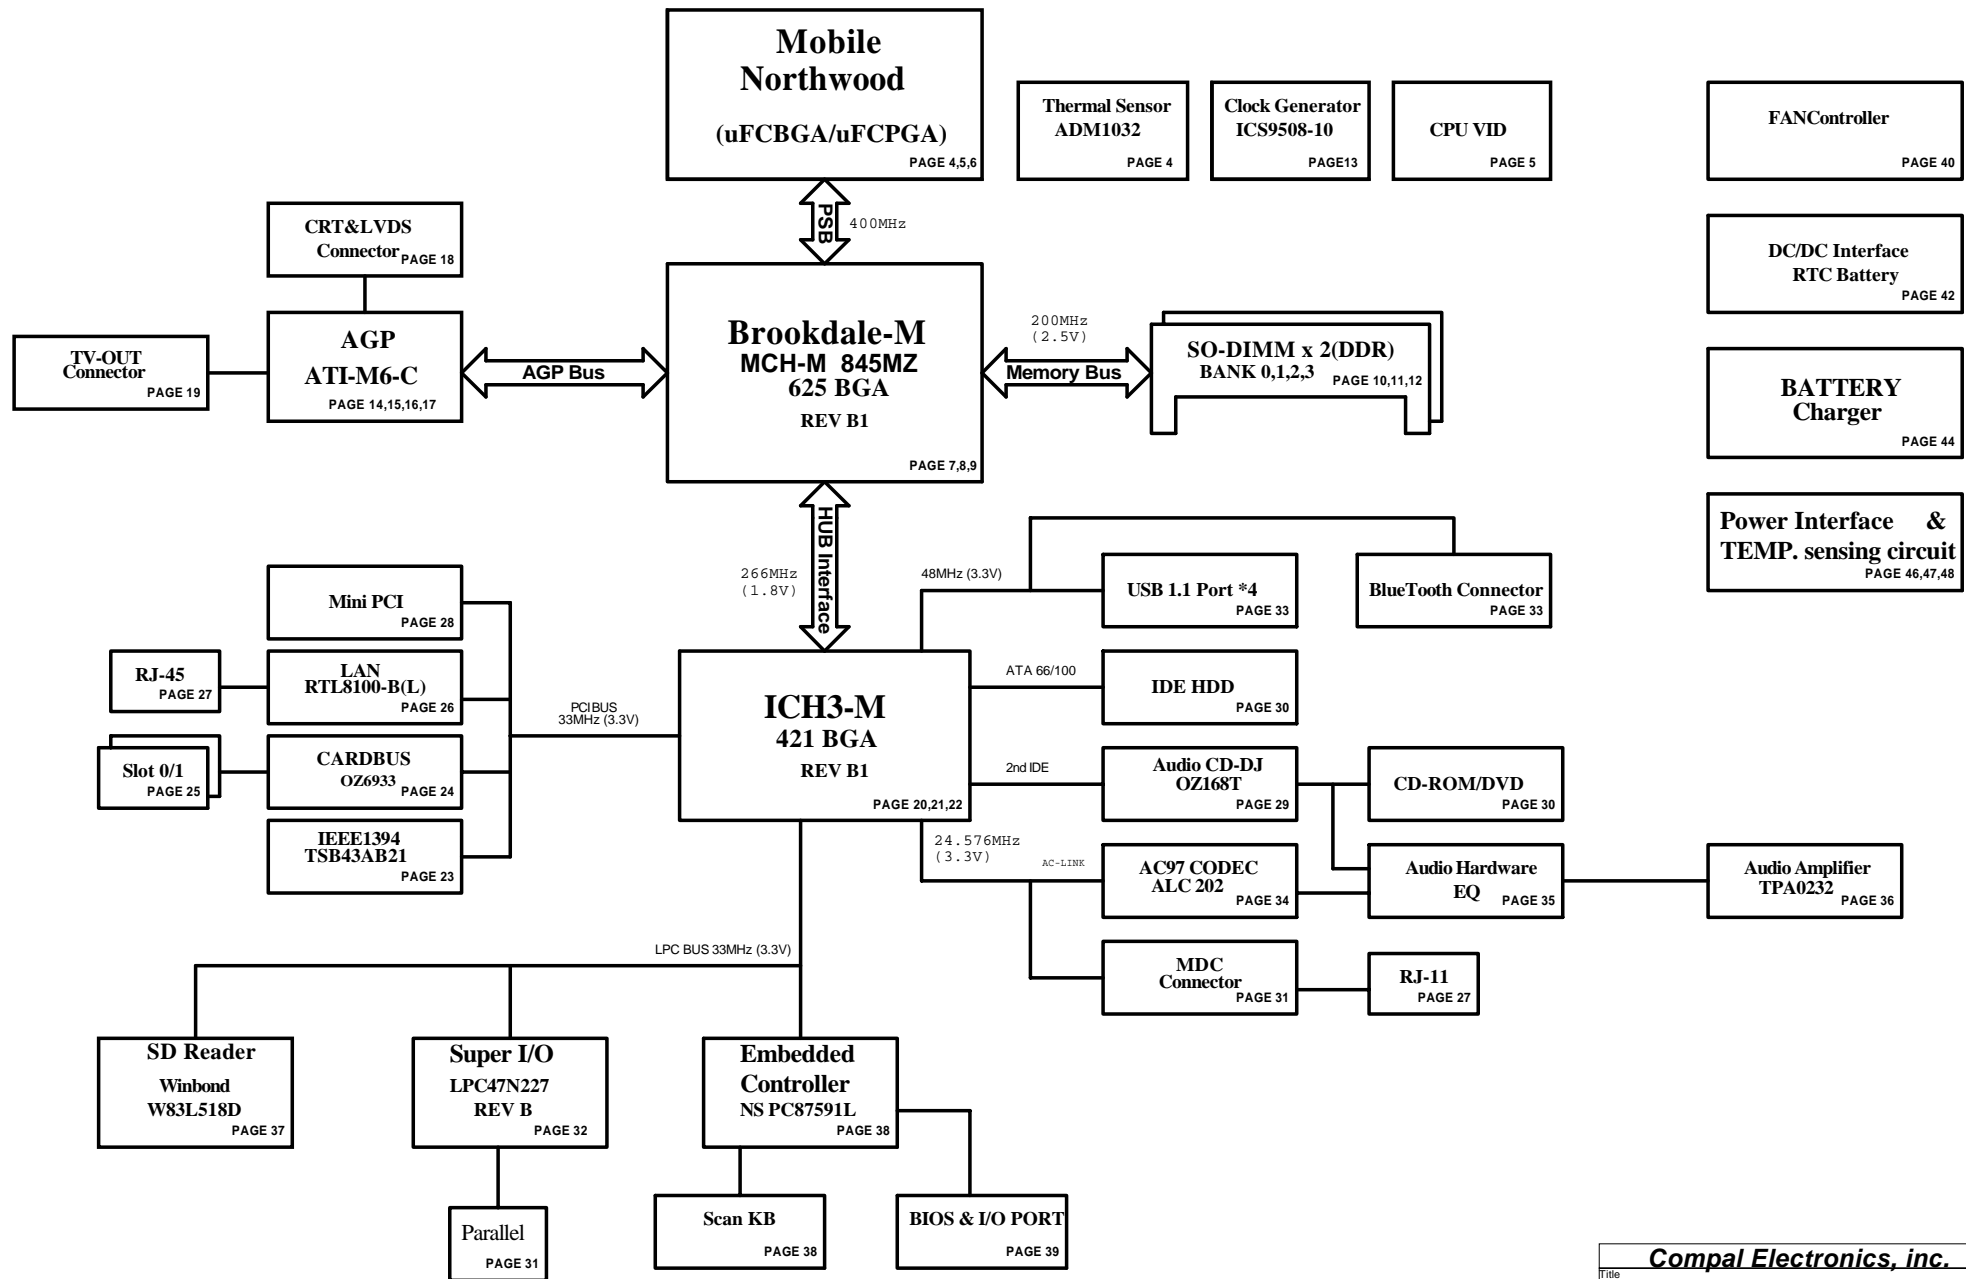 Mobile
Northwood
(uFCBGA/uFCPGA)
PAGE 4,5,6
Thermal Sensor
ADM1032
PAGE 4
Clock Generator
ICS9508-10
PAGE13
CPU VID
PAGE 5
FANController
PAGE 40
PSB
400MHz
CRT&LVDS
Connector
PAGE 18
DC/DC Interface
RTC Battery
PAGE 42
TV-OUT
Connector
PAGE 19
AGP
ATI-M6-C
PAGE 14,15,16,17
AGP Bus
Brookdale-M
MCH-M 845MZ
625 BGA
REV B1
PAGE 7,8,9
200MHz
(2.5V)
Memory Bus
SO-DIMM x 2(DDR)
BANK 0,1,2,3
PAGE 10,11,12
BATTERY
Charger
PAGE 44
Power Interface &
TEMP. sensing circuit
PAGE 46,47,48
HUB Interface
266MHz
(1.8V)
48MHz (3.3V)
USB 1.1 Port *4
PAGE 33
BlueTooth Connector
PAGE 33
Mini PCI
PAGE 28
RJ-45
PAGE 27
LAN
RTL8100-B(L)
PAGE 26
Slot 0/1
PAGE 25
CARDBUS
OZ6933
PAGE 24
IEEE1394
TSB43AB21
PAGE 23
PCI BUS
33MHz (3.3V)
ICH3-M
421 BGA
REV B1
PAGE 20,21,22
ATA 66/100
IDE HDD
PAGE 30
2nd IDE
Audio CD-DJ
OZ168T
PAGE 29
CD-ROM/DVD
PAGE 30
24.576MHz
(3.3V)
AC-LINK
AC97 CODEC
ALC 202
PAGE 34
Audio Hardware
EQ
PAGE 35
Audio Amplifier
TPA0232
PAGE 36
MDC
Connector
PAGE 31
RJ-11
PAGE 27
LPC BUS 33MHz (3.3V)
SD Reader
Winbond
W83L518D
PAGE 37
Super I/O
LPC47N227
REV B
PAGE 32
Embedded
Controller
NS PC87591L
PAGE 38
Parallel
PAGE 31
Scan KB
PAGE 38
BIOS & I/O PORT
PAGE 39
Compal Electronics, inc.
Title